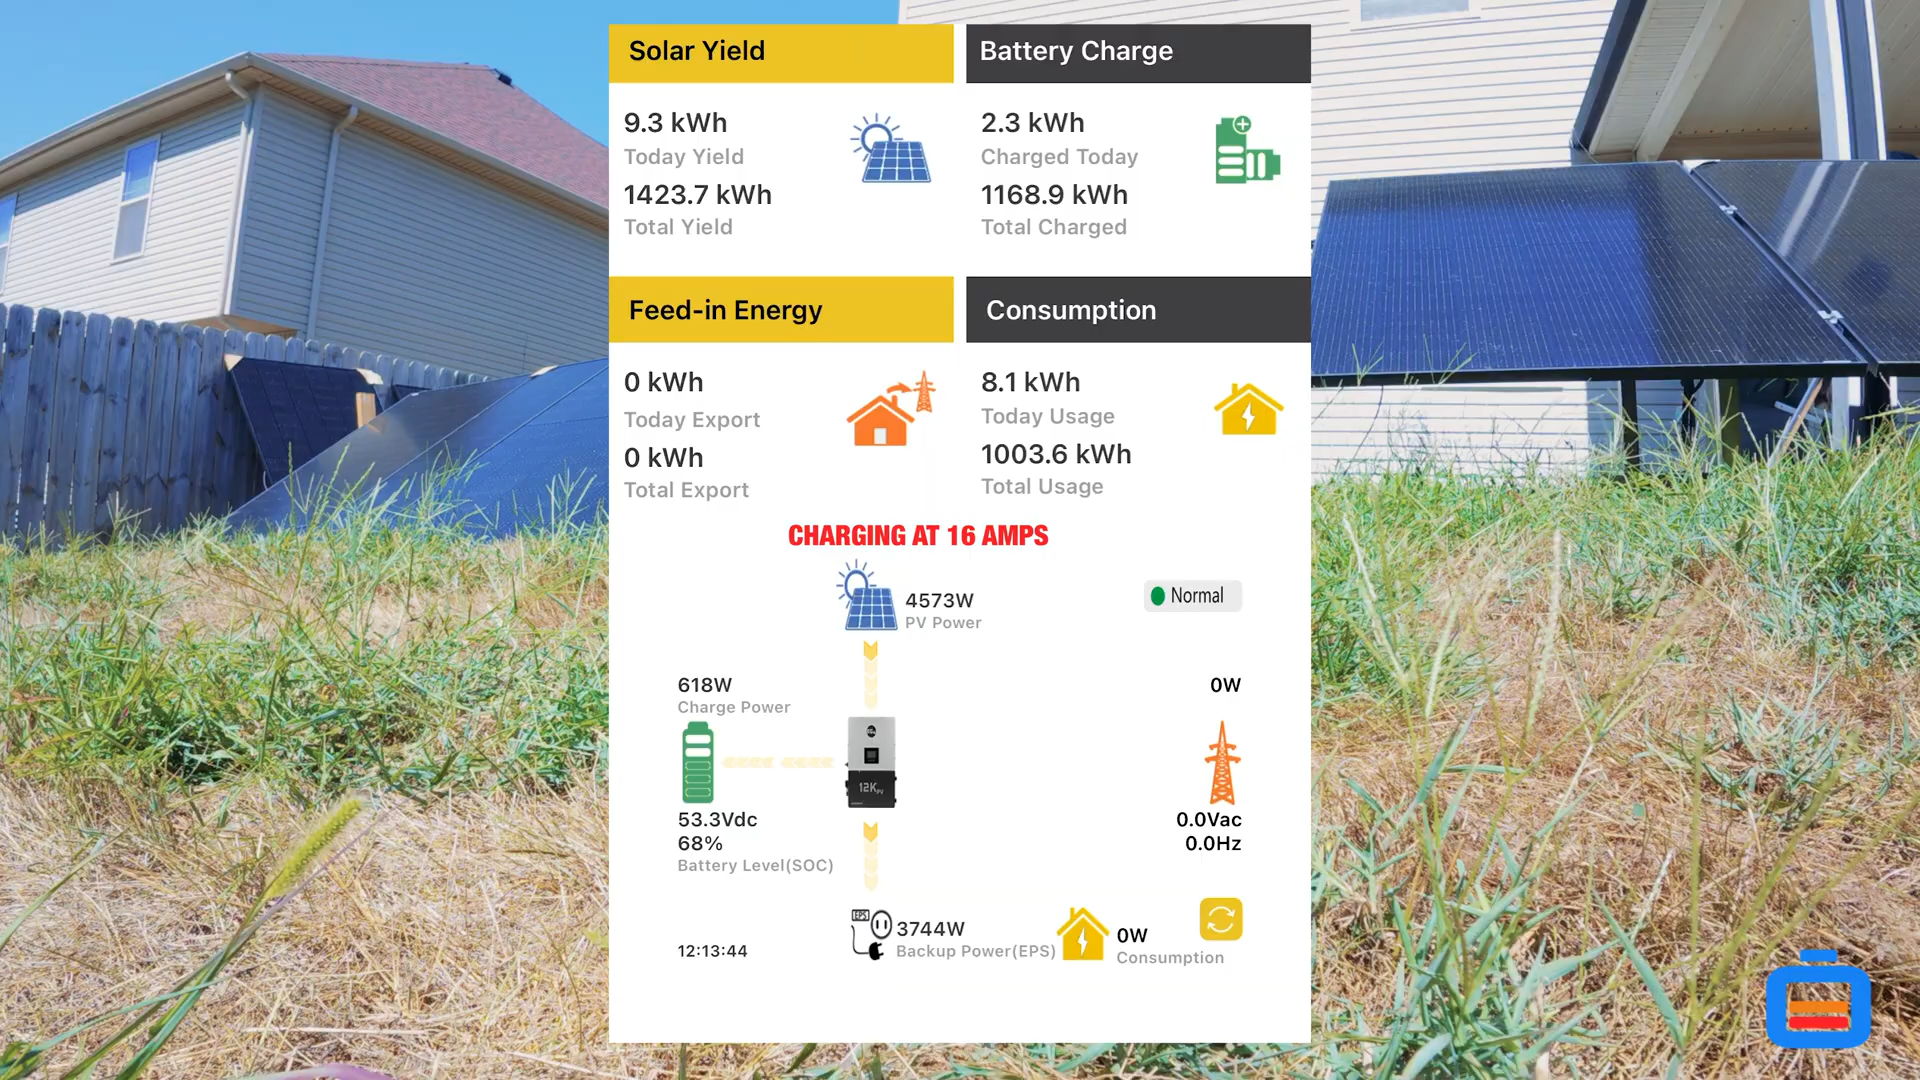 Solar Yield
9.3 kWh
Today Yield
1423.7 kWh
Total Yield
Battery Charge
2.3 kWh
Charged Today
1168.9 kWh
Total Charged
Feed-in Energy
0 kWh
Today Export
0 kWh
Total Export
Consumption
8.1 kWh
Today Usage
1003.6 kWh
Total Usage
CHARGING AT 16 AMPS
4573W
PV Power
Normal
618W
Charge Power
0W
12K PV
53.3Vdc
68%
Battery Level(SOC)
0.0Vac
0.0Hz
EPS
3744W
Backup Power(EPS)
0W
Consumption
12:13:44